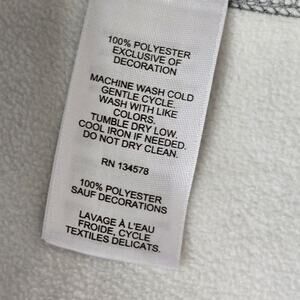 100% POLYESTER
EXCLUSIVE OF
DECORATION
MACHINE WASH COLD
GENTLE CYCLE.
WASH WITH LIKE
COLORS.
TUMBLE DRY LOW.
COOL IRON IF NEEDED.
DO NOT DRY CLEAN.
RN 134578
100% POLYESTER
SAUF DECORATIONS
LAVAGE À L'EAU
FROIDE, CYCLE
TEXTILES DELICATS.